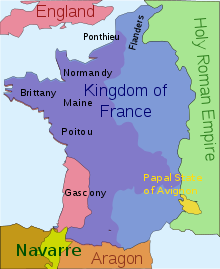 England
Ponthieu
Flanders
Holy Roman Empire
Normandy
Brittany
Maine
Kingdom of
France
Poitou
Gascony
Papal State
of Avignon
Navarre
Aragon